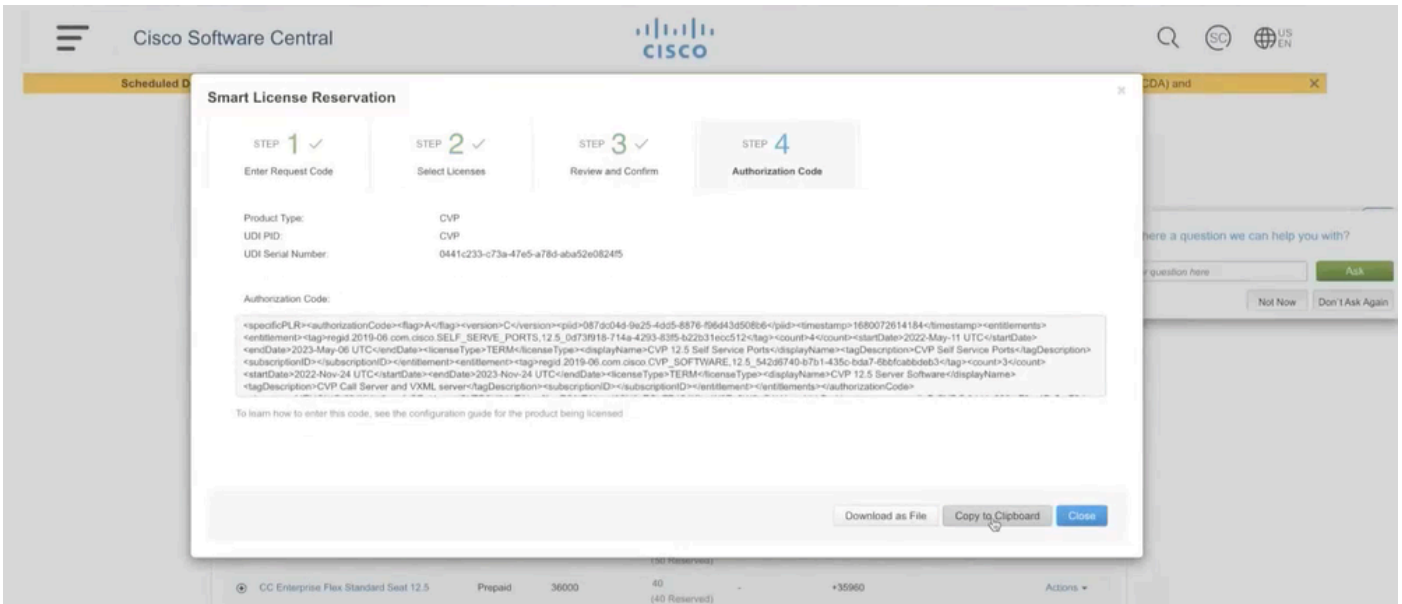 Cisco Software Central
CISCO
SC
US
EN
Scheduled D
CDA) and
Smart License Reservation
STEP 1
Enter Request Code
STEP 2
Select Licenses
STEP 3
Review and Confirm
STEP 4
Authorization Code
Product Type: CVP
UDI PID: CVP
UDI Serial Number: 0441c233-c73a-47e5-a78d-aba52e0824f5
Authorization Code:
<specificPLR><authorizationCode><flag>A</flag><version>C</version><piid>087dc04d-9e25-4dd5-8876-f96d43d508b6</piid><timestamp>1680072614184</timestamp><entitlements>
<entitlement><tag>regid.2019-06.com.cisco.SELF_SERVE_PORTS,12.5_0d73f918-714a-4293-83f5-b22b31ecc512</tag><count>4</count><startDate>2022-May-11 UTC</startDate>
<endDate>2023-May-06 UTC</endDate><licenseType>TERM</licenseType><displayName>CVP 12.5 Self Service Ports</displayName><tagDescription>CVP Self Service Ports</tagDescription>
<subscriptionID></subscriptionID></entitlement><entitlement><tag>regid.2019-06.com.cisco.CVP_SOFTWARE,12.5_542d6740-b7b1-435c-bda7-6bbfcabbdeb3</tag><count>3</count>
<startDate>2022-Nov-24 UTC</startDate><endDate>2023-Nov-24 UTC</endDate><licenseType>TERM</licenseType><displayName>CVP 12.5 Server Software</displayName>
<tagDescription>CVP Call Server and VXML server</tagDescription><subscriptionID></subscriptionID></entitlement></entitlements></authorizationCode>
To learn how to enter this code, see the configuration guide for the product being licensed
Download as File
Copy to Clipboard
Close
here a question we can help you with?
question here
Ask
Not Now
Don't Ask Again
CC Enterprise Flex Standard Seat 12.5 Prepaid 36000 40 - +35960 Actions
(40 Reserved)